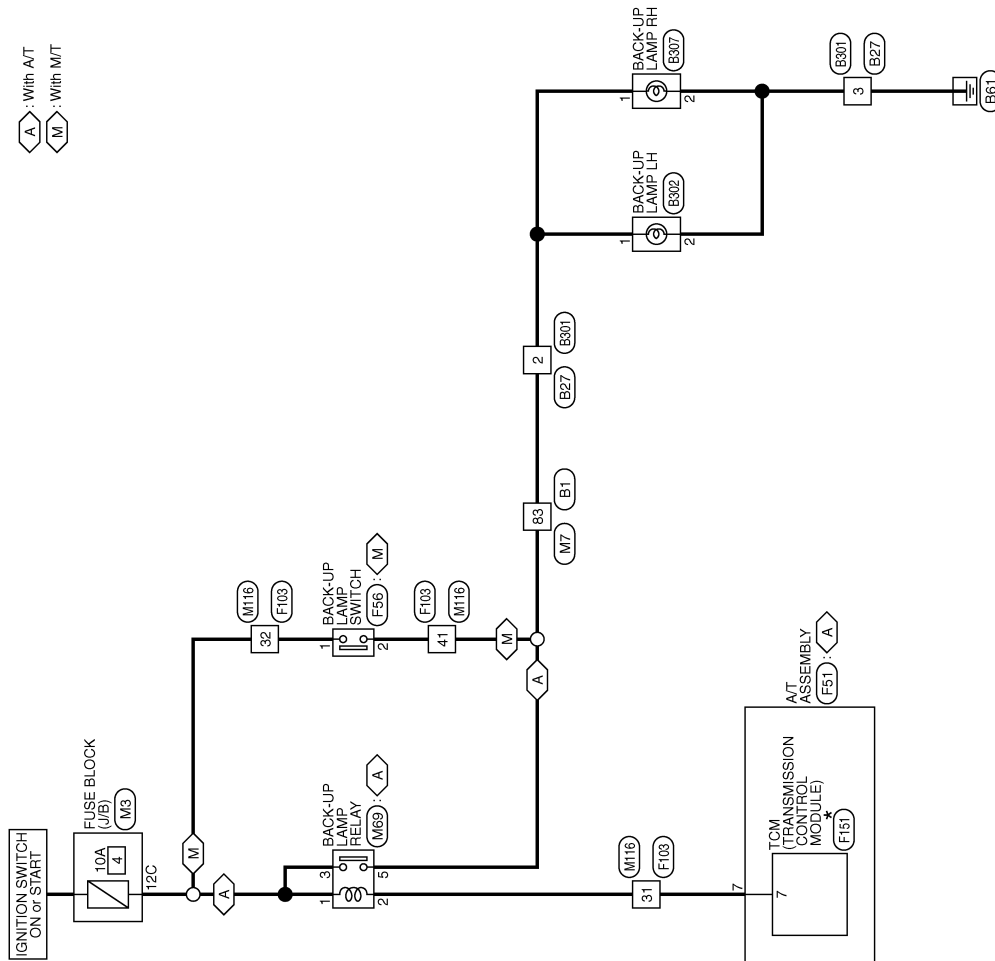 A : With A/T
M : With M/T
IGNITION SWITCH
ON or START
FUSE BLOCK
(J/B)
M3
10A
4
12C
M
A
M116
32
F103
BACK-UP
LAMP
SWITCH
F56 : M
1
2
F103
41
M116
M
BACK-UP
LAMP
RELAY
M69 : A
1
3
2
5
A
83
M7
B1
2
B27
B301
BACK-UP
LAMP LH
B302
1
2
BACK-UP
LAMP RH
B307
1
2
B301
3
B27
B61
M116
31
F103
A/T
ASSEMBLY
F51 : A
7
7
TCM
(TRANSMISSION
CONTROL
MODULE)
*
F151